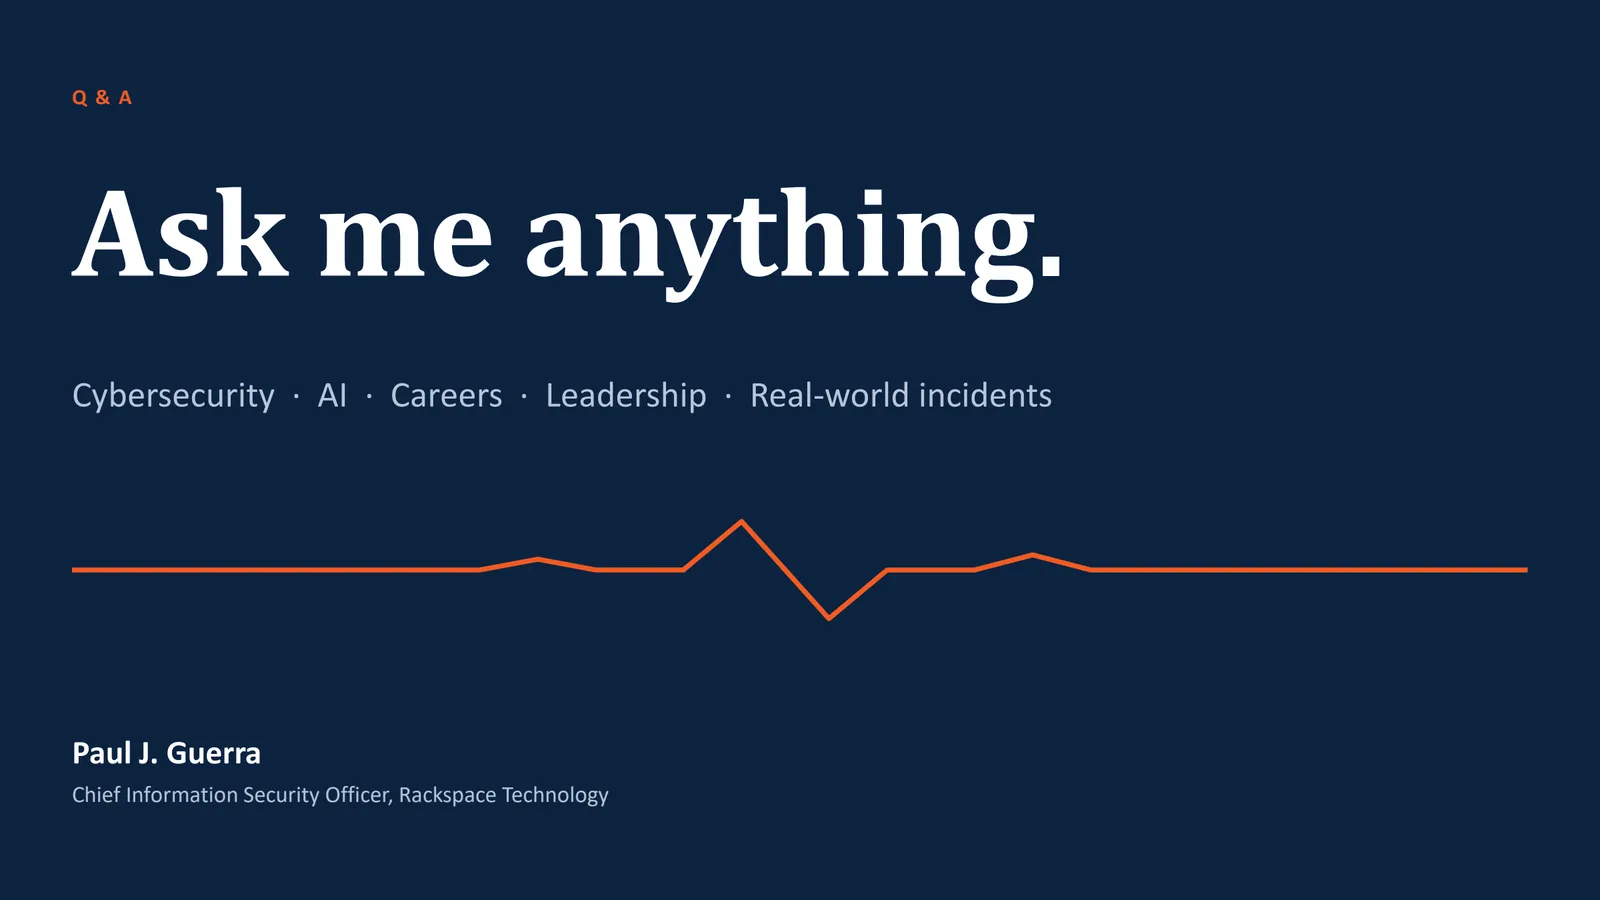 Q & A
Ask me anything.
Cybersecurity · AI · Careers · Leadership · Real-world incidents
Paul J. Guerra
Chief Information Security Officer, Rackspace Technology